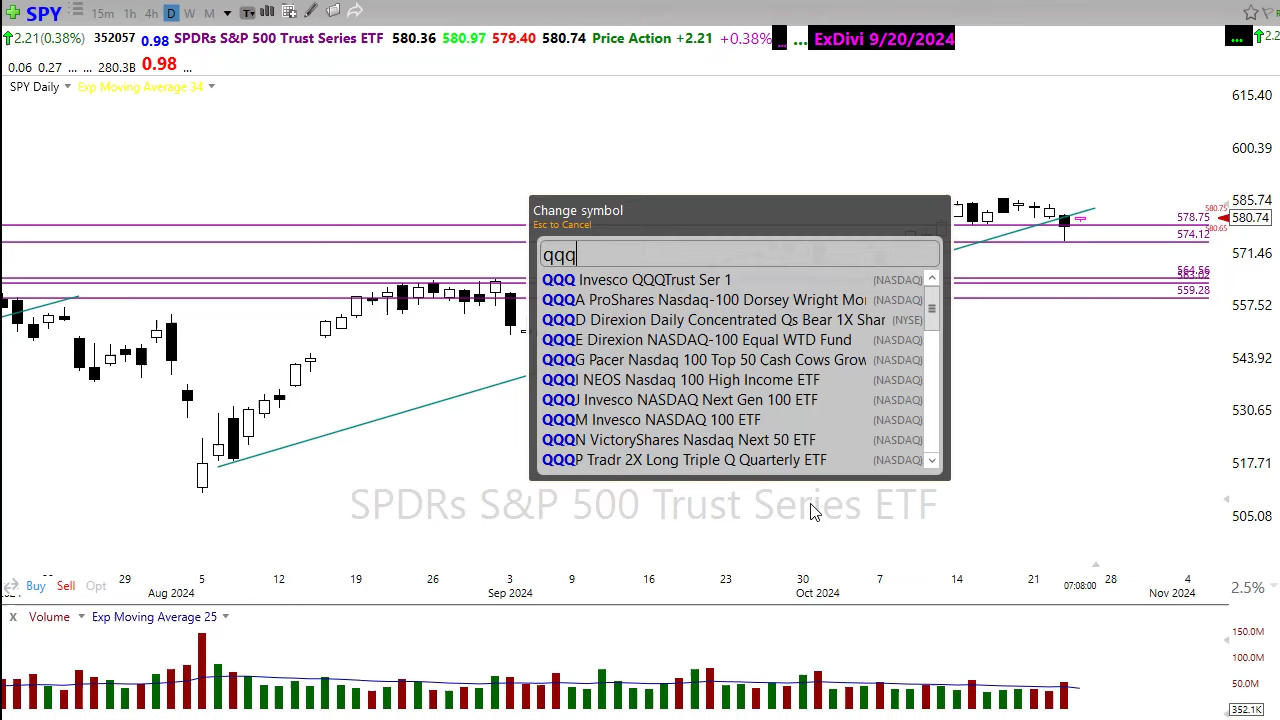 SPY 15m 1h 4h D W M T
2.21(0.38%) 352057 0.98 SPDRs S&P 500 Trust Series ETF 580.36 580.97 579.40 580.74 Price Action +2.21 +0.38% ... ... ExDivi 9/20/2024 ... 2.2
0.06 0.27 ... ... 280.3B 0.98 ...
SPY Daily Exp Moving Average 34
615.40
600.39
585.74
580.75
580.74
580.65
578.75
574.12
571.46
564.56
559.28
557.52
543.92
530.65
517.71
505.08
Change symbol
Esc to Cancel
qqq
QQQ Invesco QQQTrust Ser 1 (NASDAQ)
QQQA ProShares Nasdaq-100 Dorsey Wright Mor (NASDAQ)
QQQD Direxion Daily Concentrated Qs Bear 1X Shar (NYSE)
QQQE Direxion NASDAQ-100 Equal WTD Fund (NASDAQ)
QQQG Pacer Nasdaq 100 Top 50 Cash Cows Grow (NASDAQ)
QQQI NEOS Nasdaq 100 High Income ETF (NASDAQ)
QQQJ Invesco NASDAQ Next Gen 100 ETF (NASDAQ)
QQQM Invesco NASDAQ 100 ETF (NASDAQ)
QQQN VictoryShares Nasdaq Next 50 ETF (NASDAQ)
QQQP Tradr 2X Long Triple Q Quarterly ETF (NASDAQ)
SPDRs S&P 500 Trust Series ETF
Buy Sell Opt
29 5 12 19 26 3 9 16 23 30 7 14 21 28 4
Aug 2024 Sep 2024 Oct 2024 07:08:00 Nov 2024
2.5%
X Volume Exp Moving Average 25
150.0M
100.0M
50.0M
352.1K